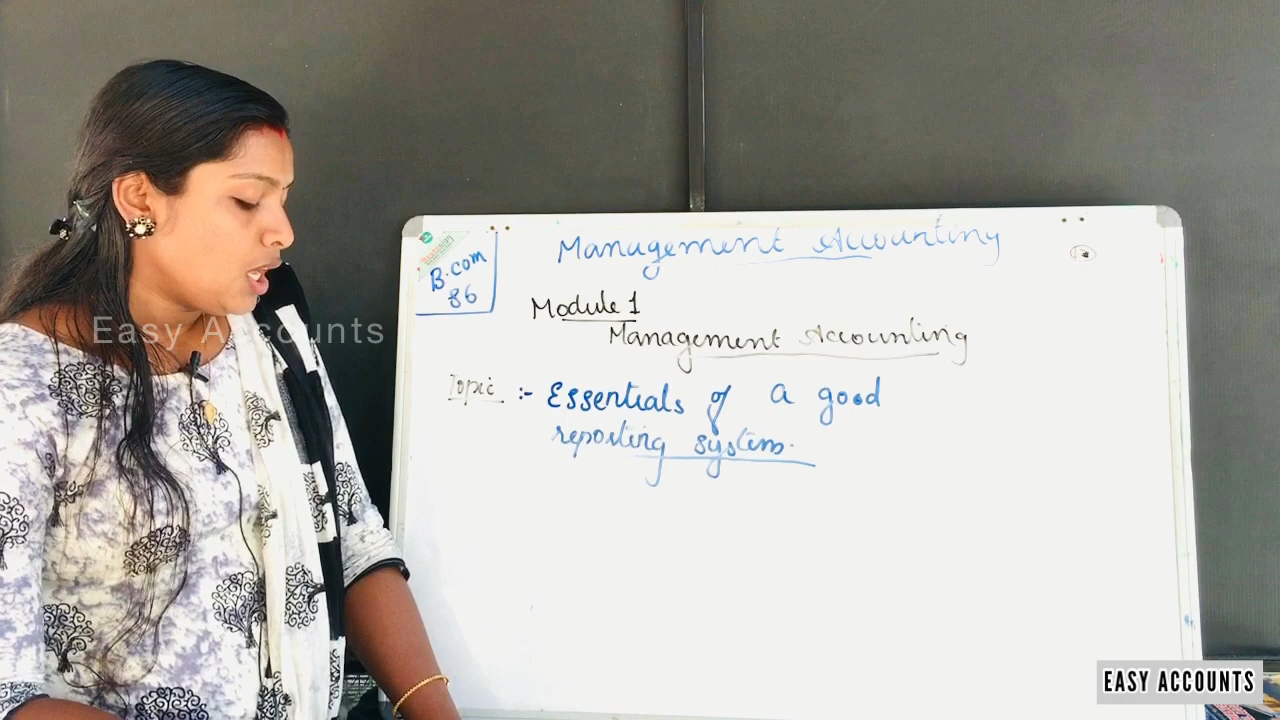 Management Accounting
B.com
86
Module 1
Management Accounting
Topic :- Essentials of a good
reporting system.
Easy Accounts
EASY ACCOUNTS